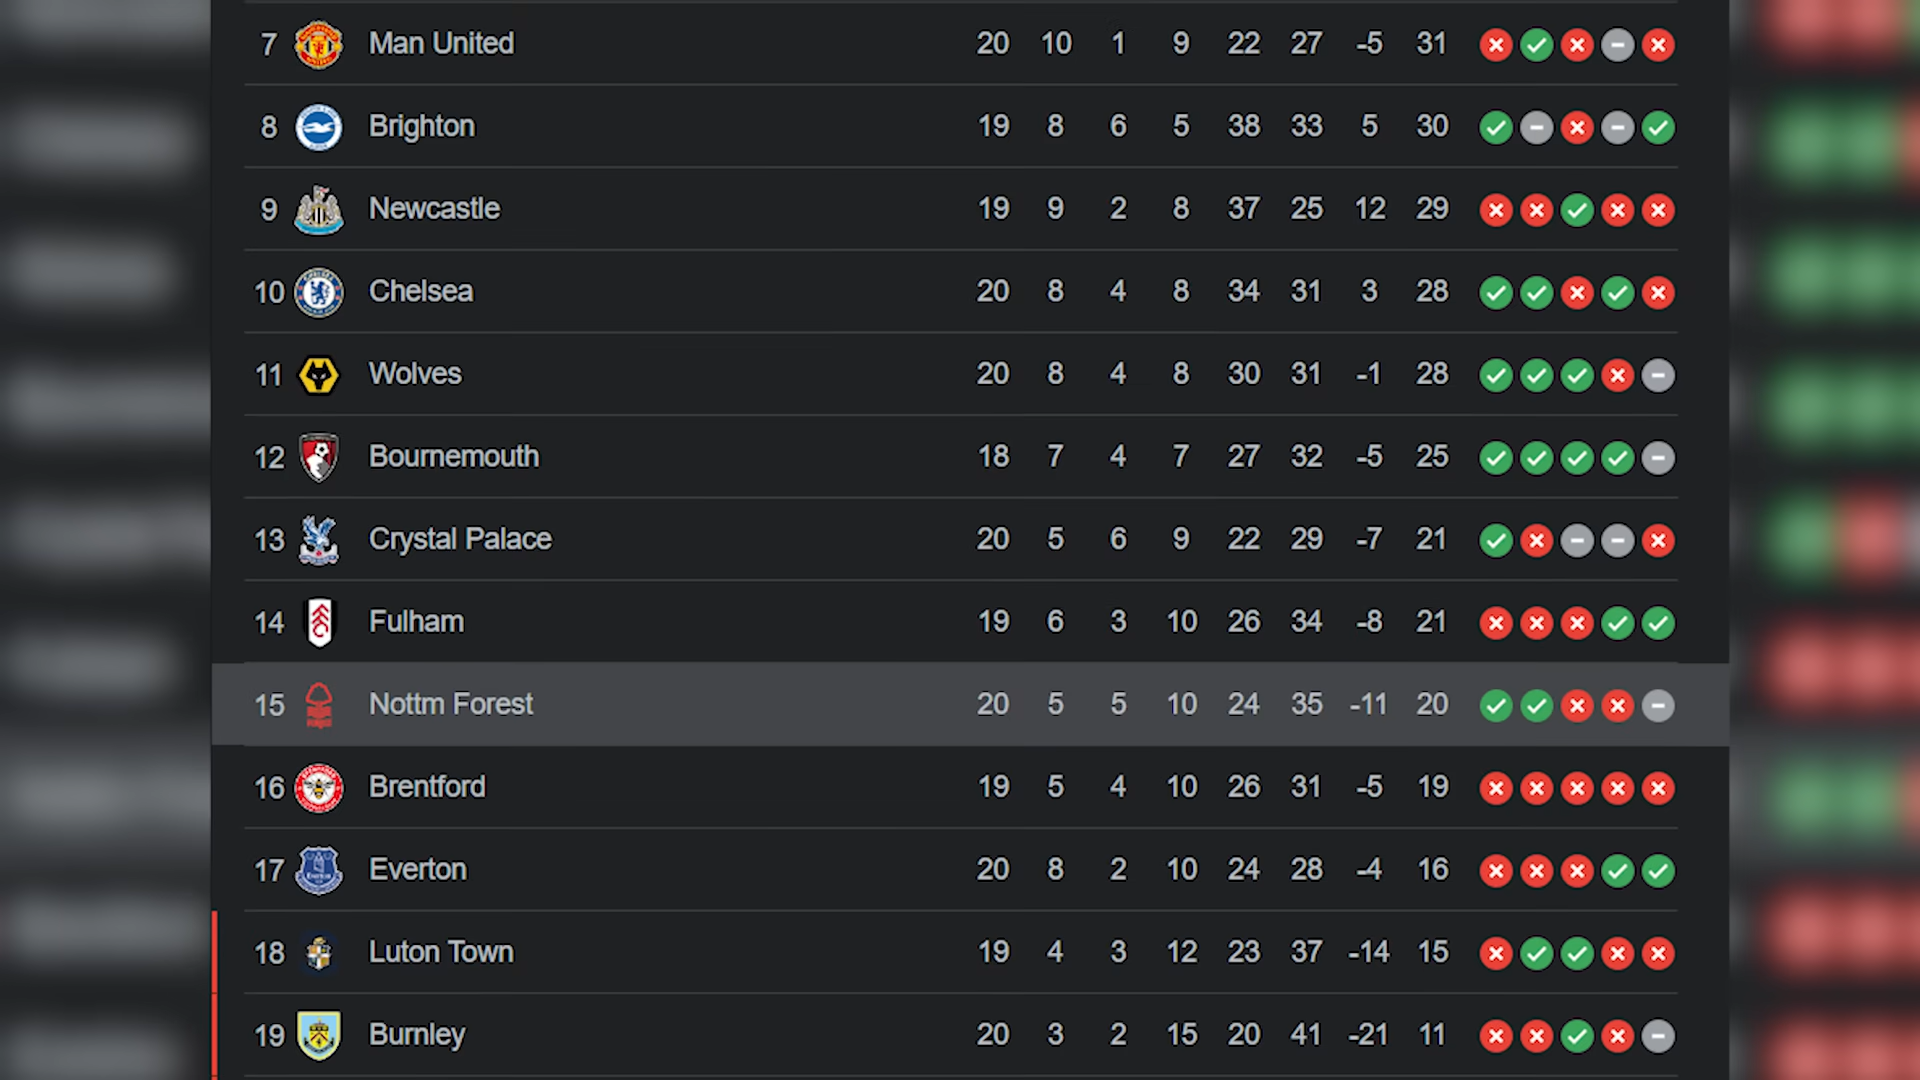 7 Man United 20 10 1 9 22 27 -5 31
8 Brighton 19 8 6 5 38 33 5 30
9 Newcastle 19 9 2 8 37 25 12 29
10 Chelsea 20 8 4 8 34 31 3 28
11 Wolves 20 8 4 8 30 31 -1 28
12 Bournemouth 18 7 4 7 27 32 -5 25
13 Crystal Palace 20 5 6 9 22 29 -7 21
14 Fulham 19 6 3 10 26 34 -8 21
15 Nottm Forest 20 5 5 10 24 35 -11 20
16 Brentford 19 5 4 10 26 31 -5 19
17 Everton 20 8 2 10 24 28 -4 16
18 Luton Town 19 4 3 12 23 37 -14 15
19 Burnley 20 3 2 15 20 41 -21 11